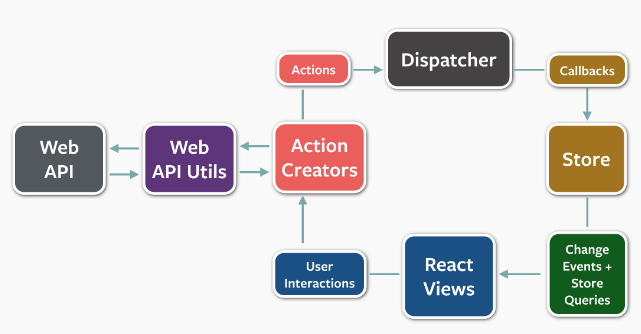 Dispatcher
Actions
Callbacks
Web
API
Web
API Utils
Action
Creators
Store
User
Interactions
React
Views
Change
Events +
Store
Queries